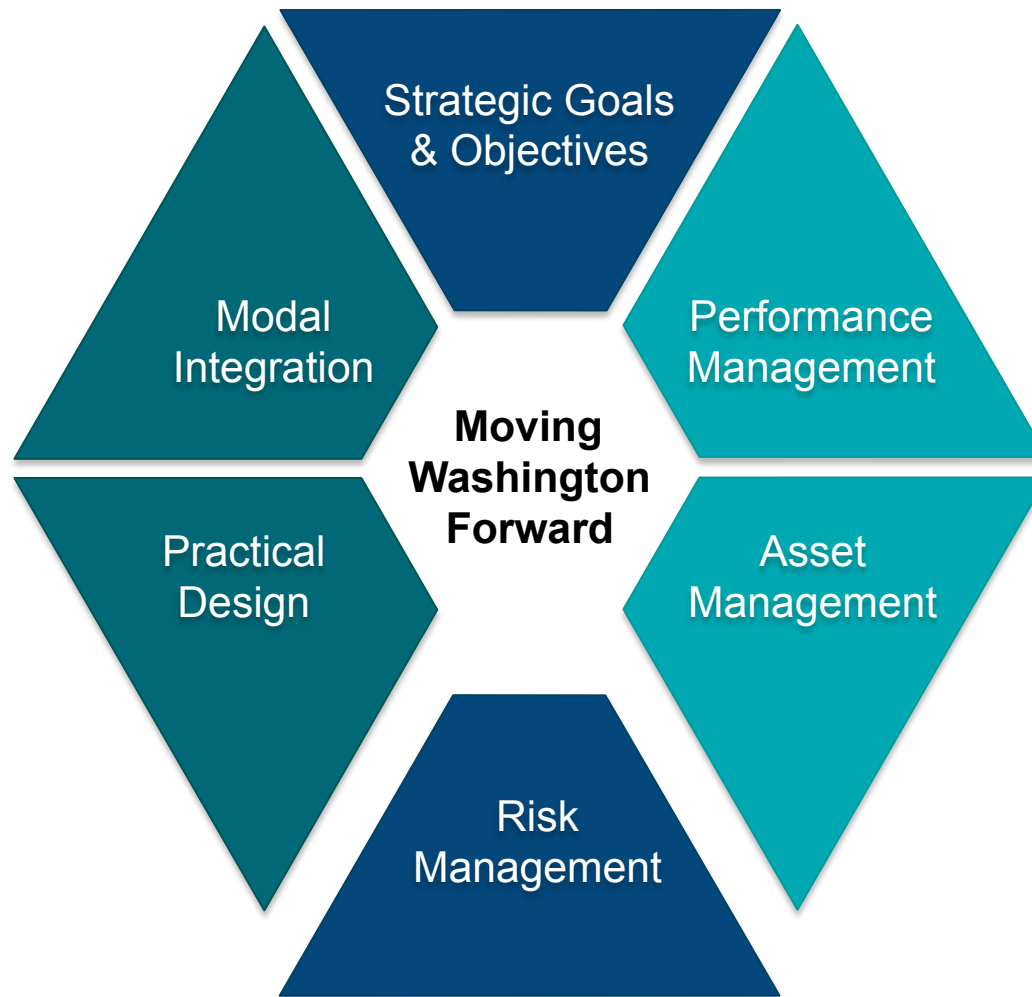 Strategic Goals
& Objectives
Modal
Integration
Performance
Management
Moving
Washington
Forward
Practical
Design
Asset
Management
Risk
Management